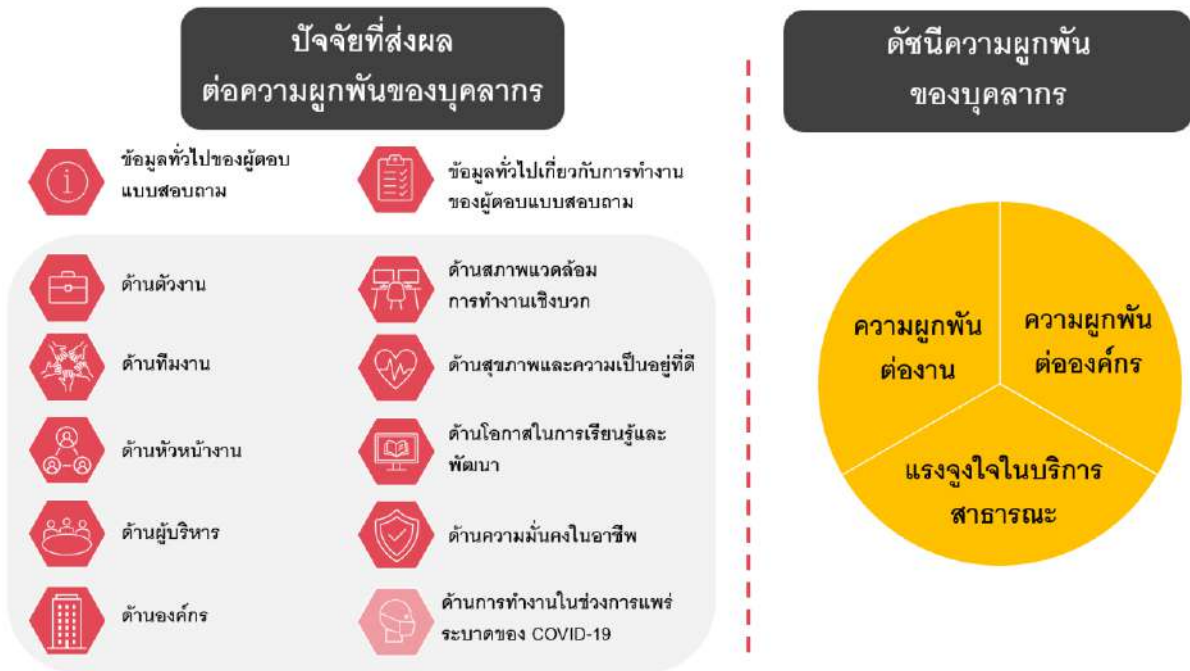 ปัจจัยที่ส่งผล
ต่อความผูกพันของบุคลากร
ข้อมูลทั่วไปของผู้ตอบ
แบบสอบถาม
ข้อมูลทั่วไปเกี่ยวกับการทำงาน
ของผู้ตอบแบบสอบถาม
ด้านตัวงาน
ด้านสภาพแวดล้อม
การทำงานเชิงบวก
ด้านทีมงาน
ด้านสุขภาพและความเป็นอยู่ที่ดี
ด้านหัวหน้างาน
ด้านโอกาสในการเรียนรู้และ
พัฒนา
ด้านผู้บริหาร
ด้านความมั่นคงในอาชีพ
ด้านองค์กร
ด้านการทำงานในช่วงการแพร่
ระบาดของ COVID-19
ดัชนีความผูกพัน
ของบุคลากร
ความผูกพัน
ต่องาน
ความผูกพัน
ต่อองค์กร
แรงจูงใจในบริการ
สาธารณะ